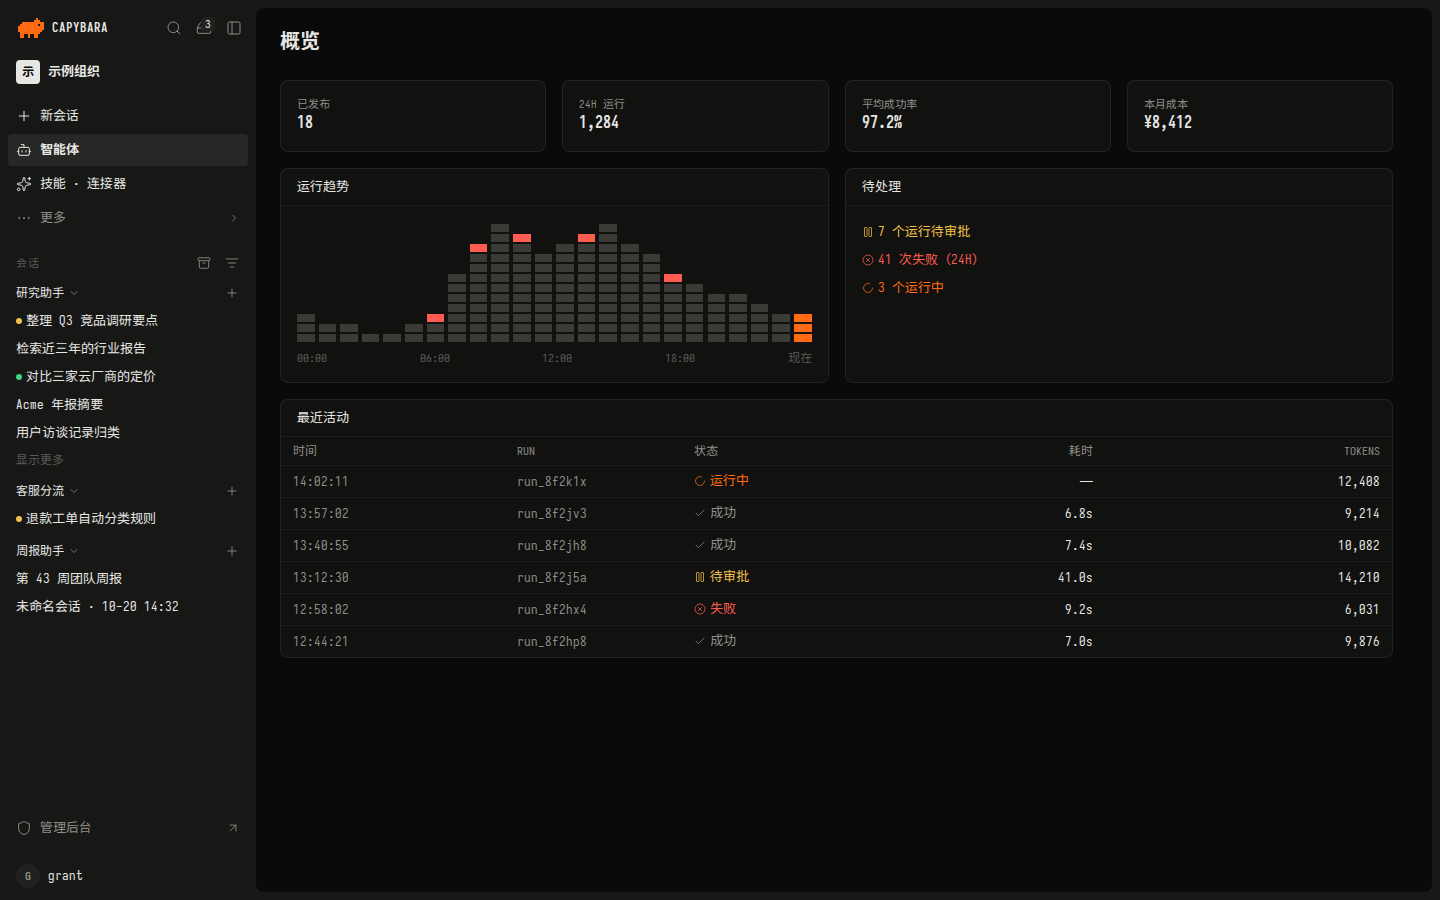 CAPYBARA
3
示 示例组织
新会话
智能体
技能 · 连接器
更多
会话
研究助手
整理 Q3 竞品调研要点
检索近三年的行业报告
对比三家云厂商的定价
Acme 年报摘要
用户访谈记录归类
显示更多
客服分流
退款工单自动分类规则
周报助手
第 43 周团队周报
未命名会话 · 10-20 14:32
管理后台
G grant
概览
已发布
18
24H 运行
1,284
平均成功率
97.2%
本月成本
¥8,412
运行趋势
00:00 06:00 12:00 18:00 现在
待处理
7 个运行待审批
41 次失败 (24H)
3 个运行中
最近活动
时间 RUN 状态 耗时 TOKENS
14:02:11 run_8f2k1x 运行中 — 12,408
13:57:02 run_8f2jv3 成功 6.8s 9,214
13:40:55 run_8f2jh8 成功 7.4s 10,082
13:12:30 run_8f2j5a 待审批 41.0s 14,210
12:58:02 run_8f2hx4 失败 9.2s 6,031
12:44:21 run_8f2hp8 成功 7.0s 9,876